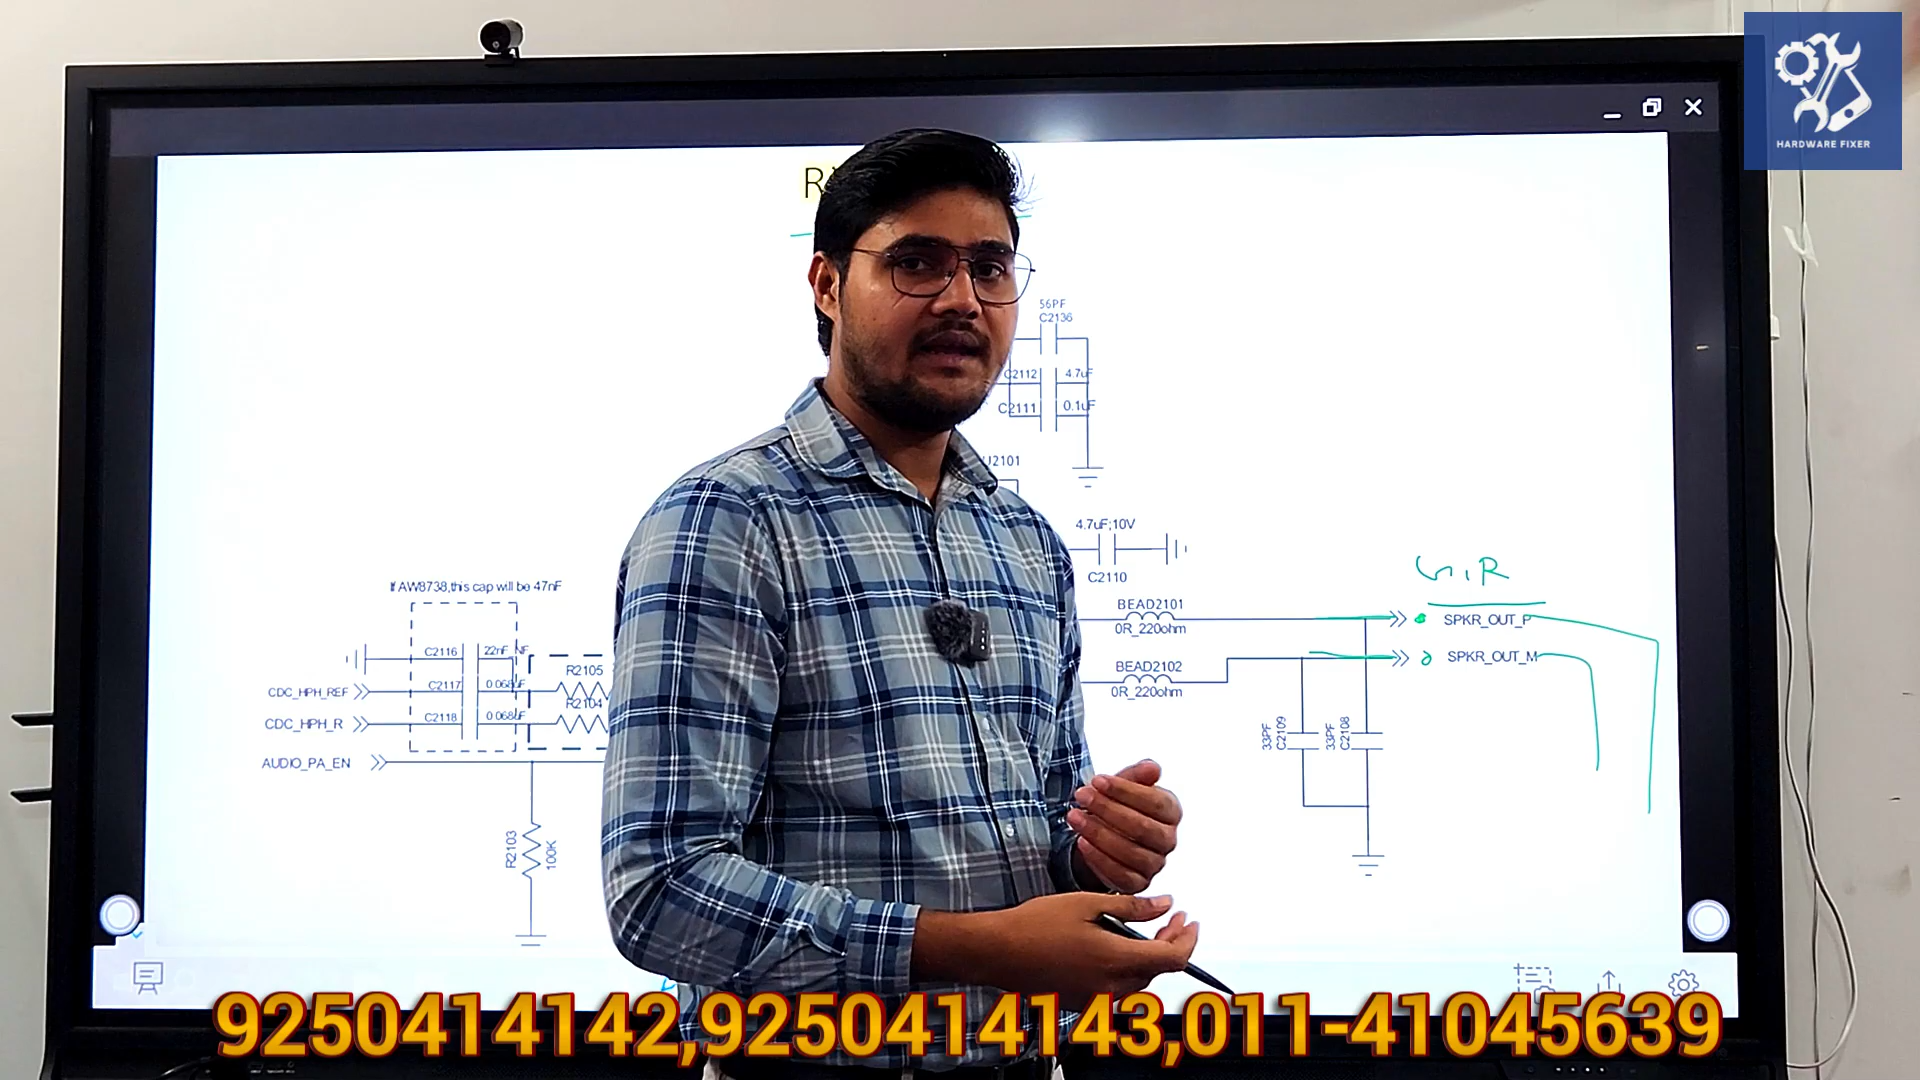 HARDWARE FIXER
56PF
C2136
C2112 4.7uF
C2111 0.1uF
U2101
4.7uF;10V
C2110
If AW8738,this cap will be 47nF
C2116 22nF NF
CDC_HPH_REF C2117 0.068uF R2105
CDC_HPH_R C2118 0.068uF R2104
AUDIO_PA_EN
R2103 100K
BEAD2101
0R_220ohm
BEAD2102
0R_220ohm
G.R
SPKR_OUT_P
SPKR_OUT_M
33PF C2109
33PF C2108
9250414142,9250414143,011-41045639